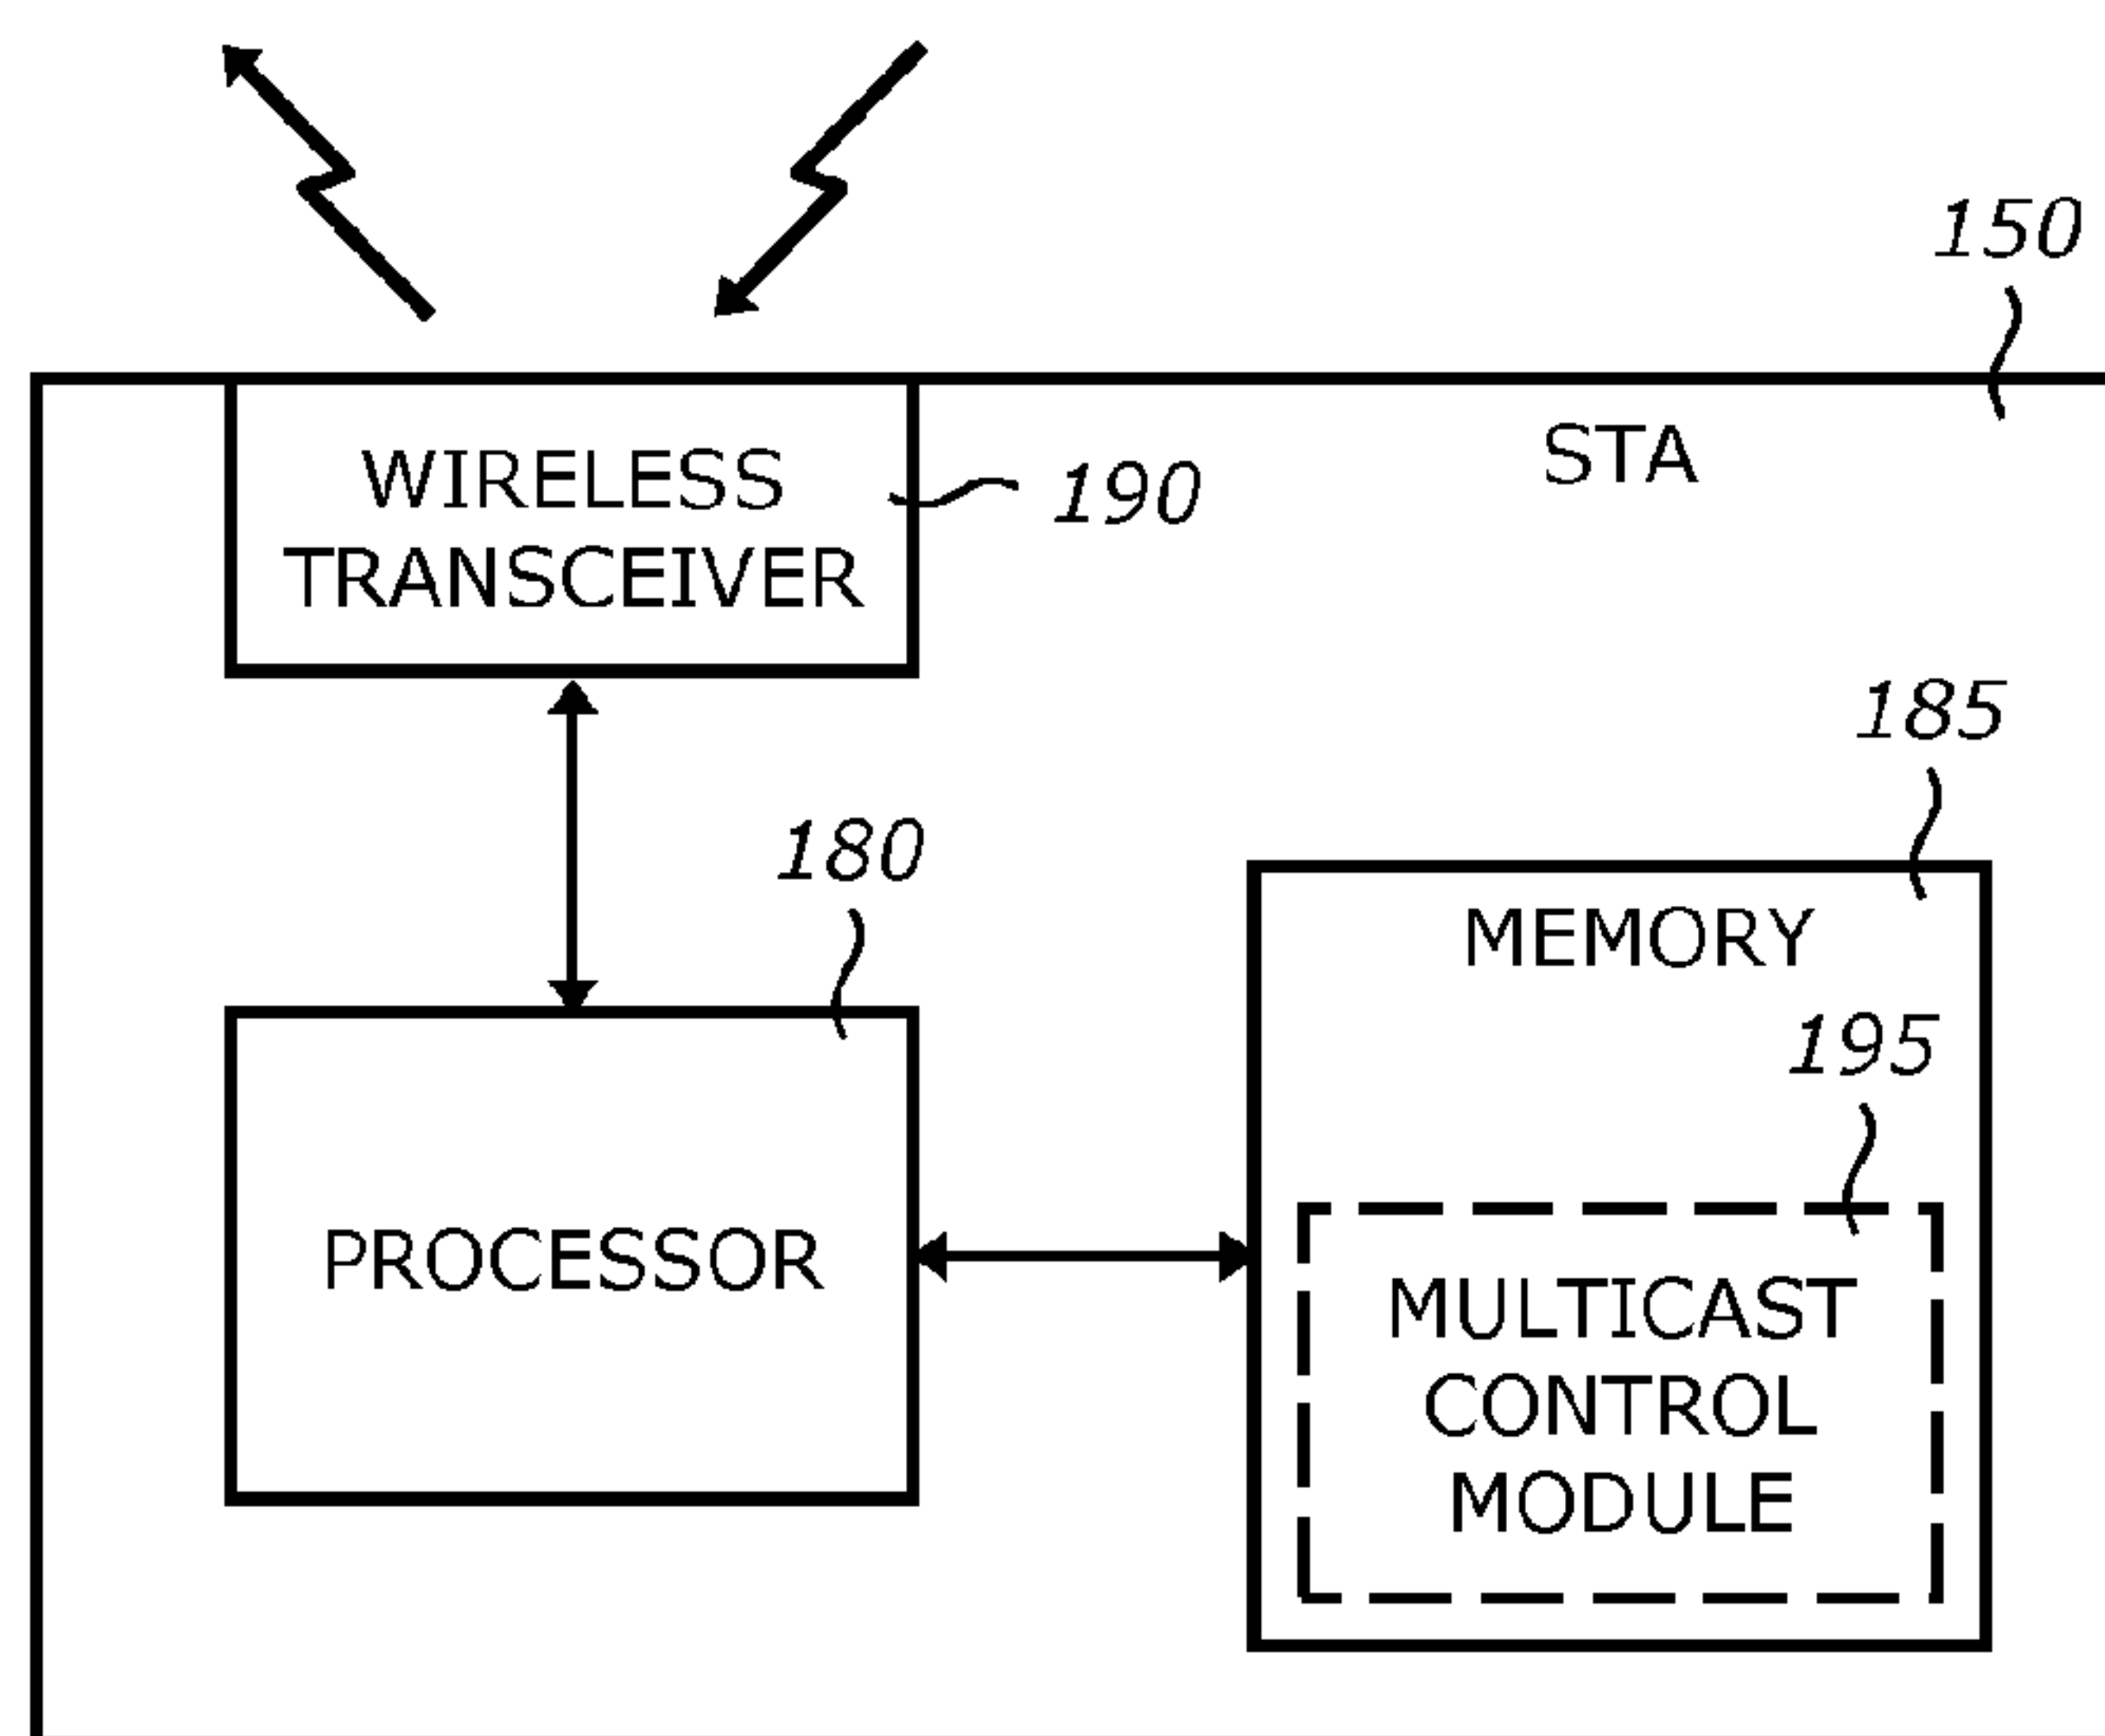 150
STA
WIRELESS
TRANSCEIVER
190
185
180
MEMORY
195
PROCESSOR
MULTICAST
CONTROL
MODULE